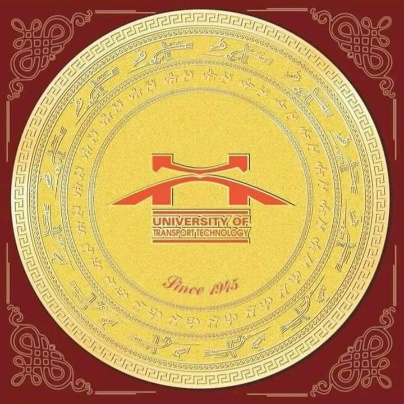 UNIVERSITY OF
TRANSPORT TECHNOLOGY
Since 1945